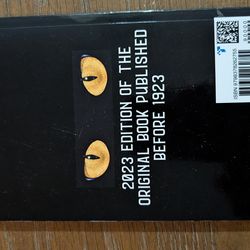 2023 EDITION OF THE
ORIGINAL BOOK PUBLISHED
BEFORE 1923